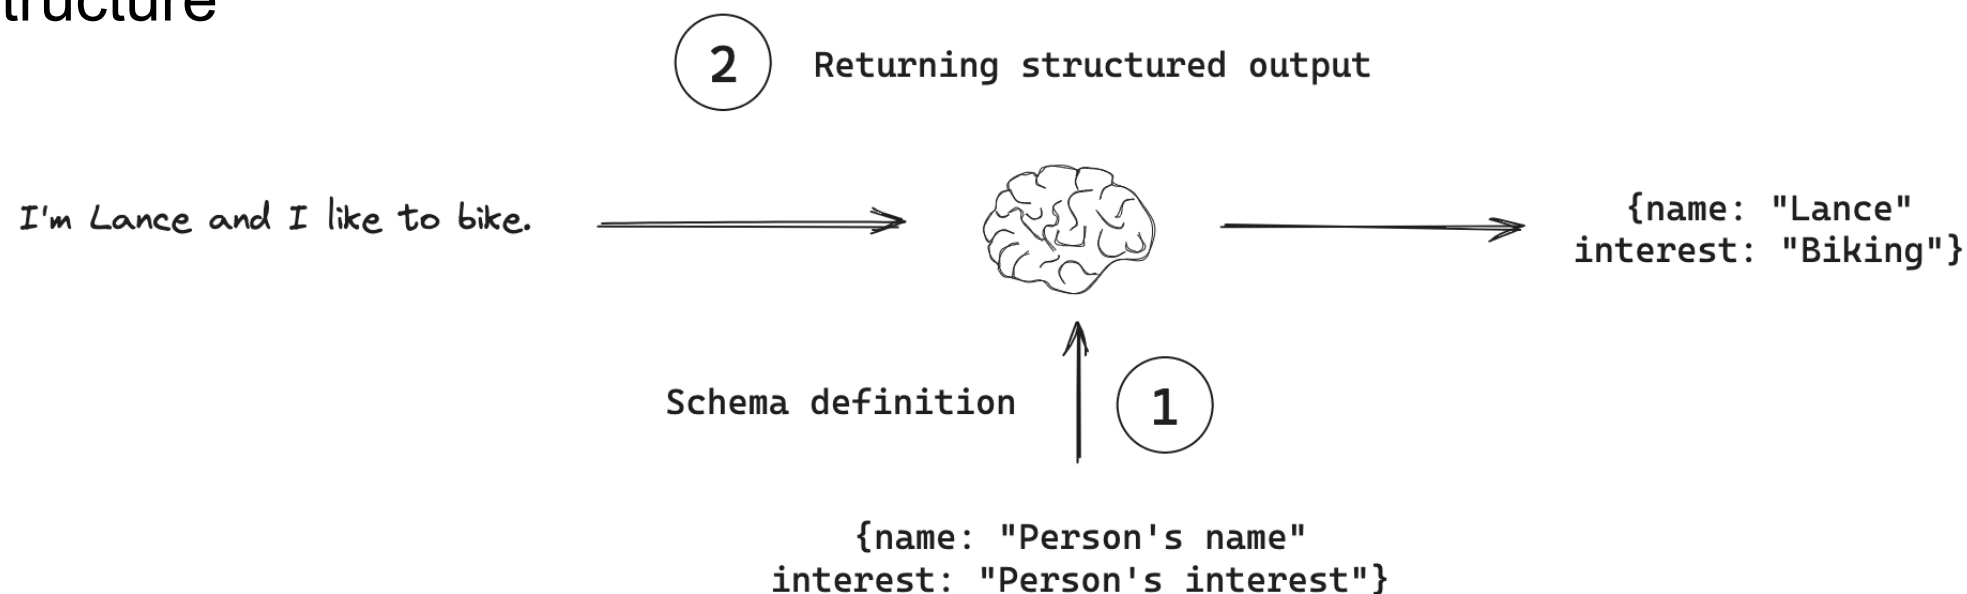 2 Returning structured output
I'm Lance and I like to bike.
{name: "Lance"
interest: "Biking"}
Schema definition 1
{name: "Person's name"
interest: "Person's interest"}